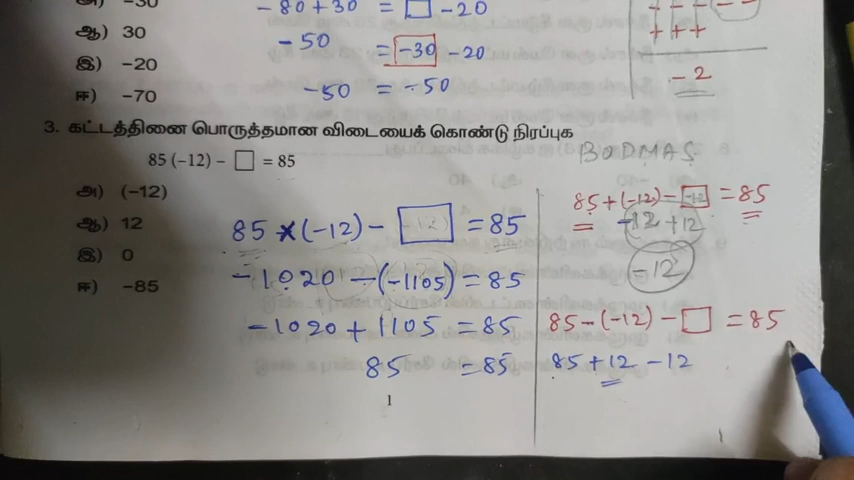 அ) -30
ஆ) 30
இ) -20
ஈ) -70
-80+30 = □ -20
-50 = -30 -20
-50 = -50
+ + +
-2
3. கட்டத்தினை பொருத்தமான விடையைக் கொண்டு நிரப்புக
85 (-12) - □ = 85
அ) (-12)
ஆ) 12
இ) 0
ஈ) -85
85 × (-12) - □ = 85
-1020 - (-1105) = 85
-1020 + 1105 = 85
85 = 85
BODMAS
85 + (-12) - -12 = 85
-12 +12
-12
85 - (-12) - □ = 85
85 + 12 - 12
1